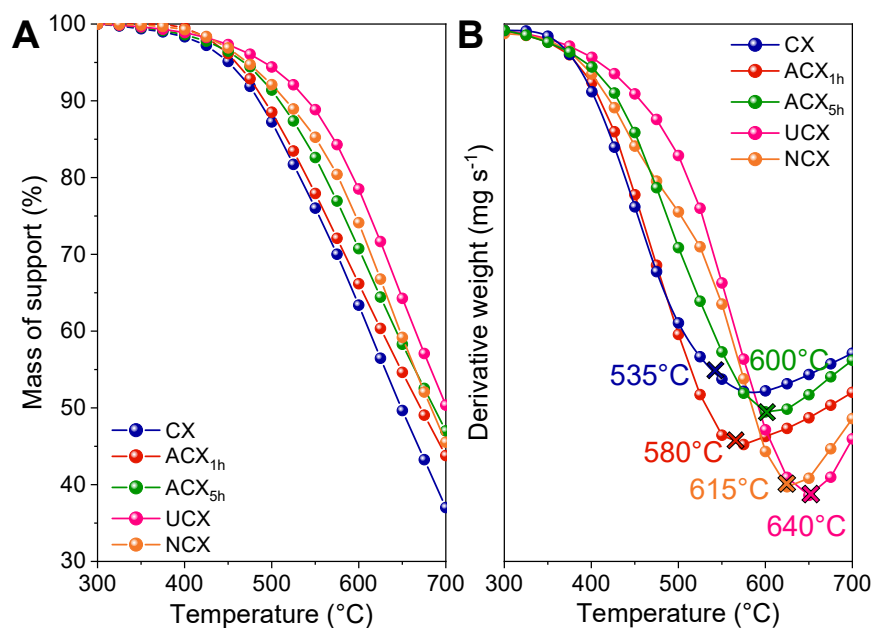 A
Mass of support (%)
100
90
80
70
60
50
40
30
CX
ACX1h
ACX5h
UCX
NCX
300 400 500 600 700
Temperature (°C)
B
Derivative weight (mg s-1)
CX
ACX1h
ACX5h
UCX
NCX
535°C
600°C
580°C
615°C
640°C
300 400 500 600 700
Temperature (°C)